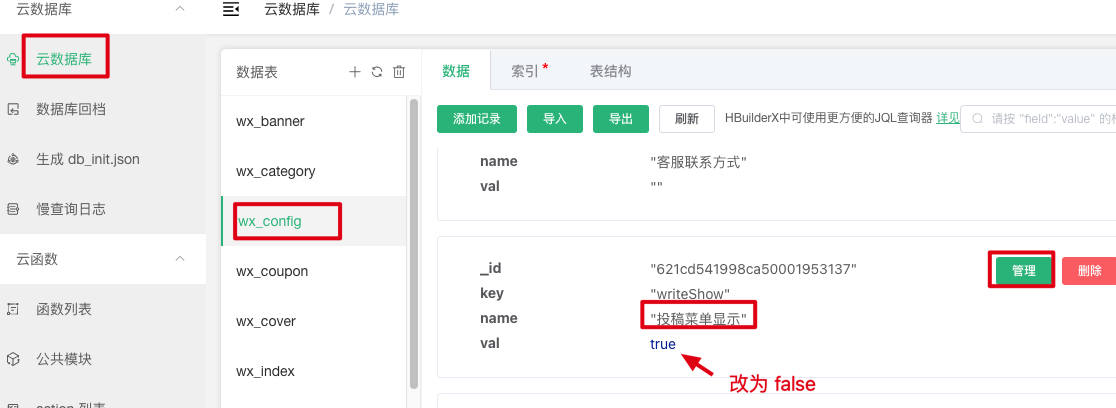 云数据库
云数据库 / 云数据库
云数据库
数据库回档
生成 db_init.json
慢查询日志
云函数
函数列表
公共模块
数据表
wx_banner
wx_category
wx_config
wx_coupon
wx_cover
wx_index
数据 索引 * 表结构
添加记录 导入 导出 刷新 HBuilderX中可使用更方便的JQL查询器 详见 请按 "field":"value" 的
name "客服联系方式"
val ""
_id "621cd541998ca50001953137" 管理 删除
key "writeShow"
name "投稿菜单显示"
val true
改为 false